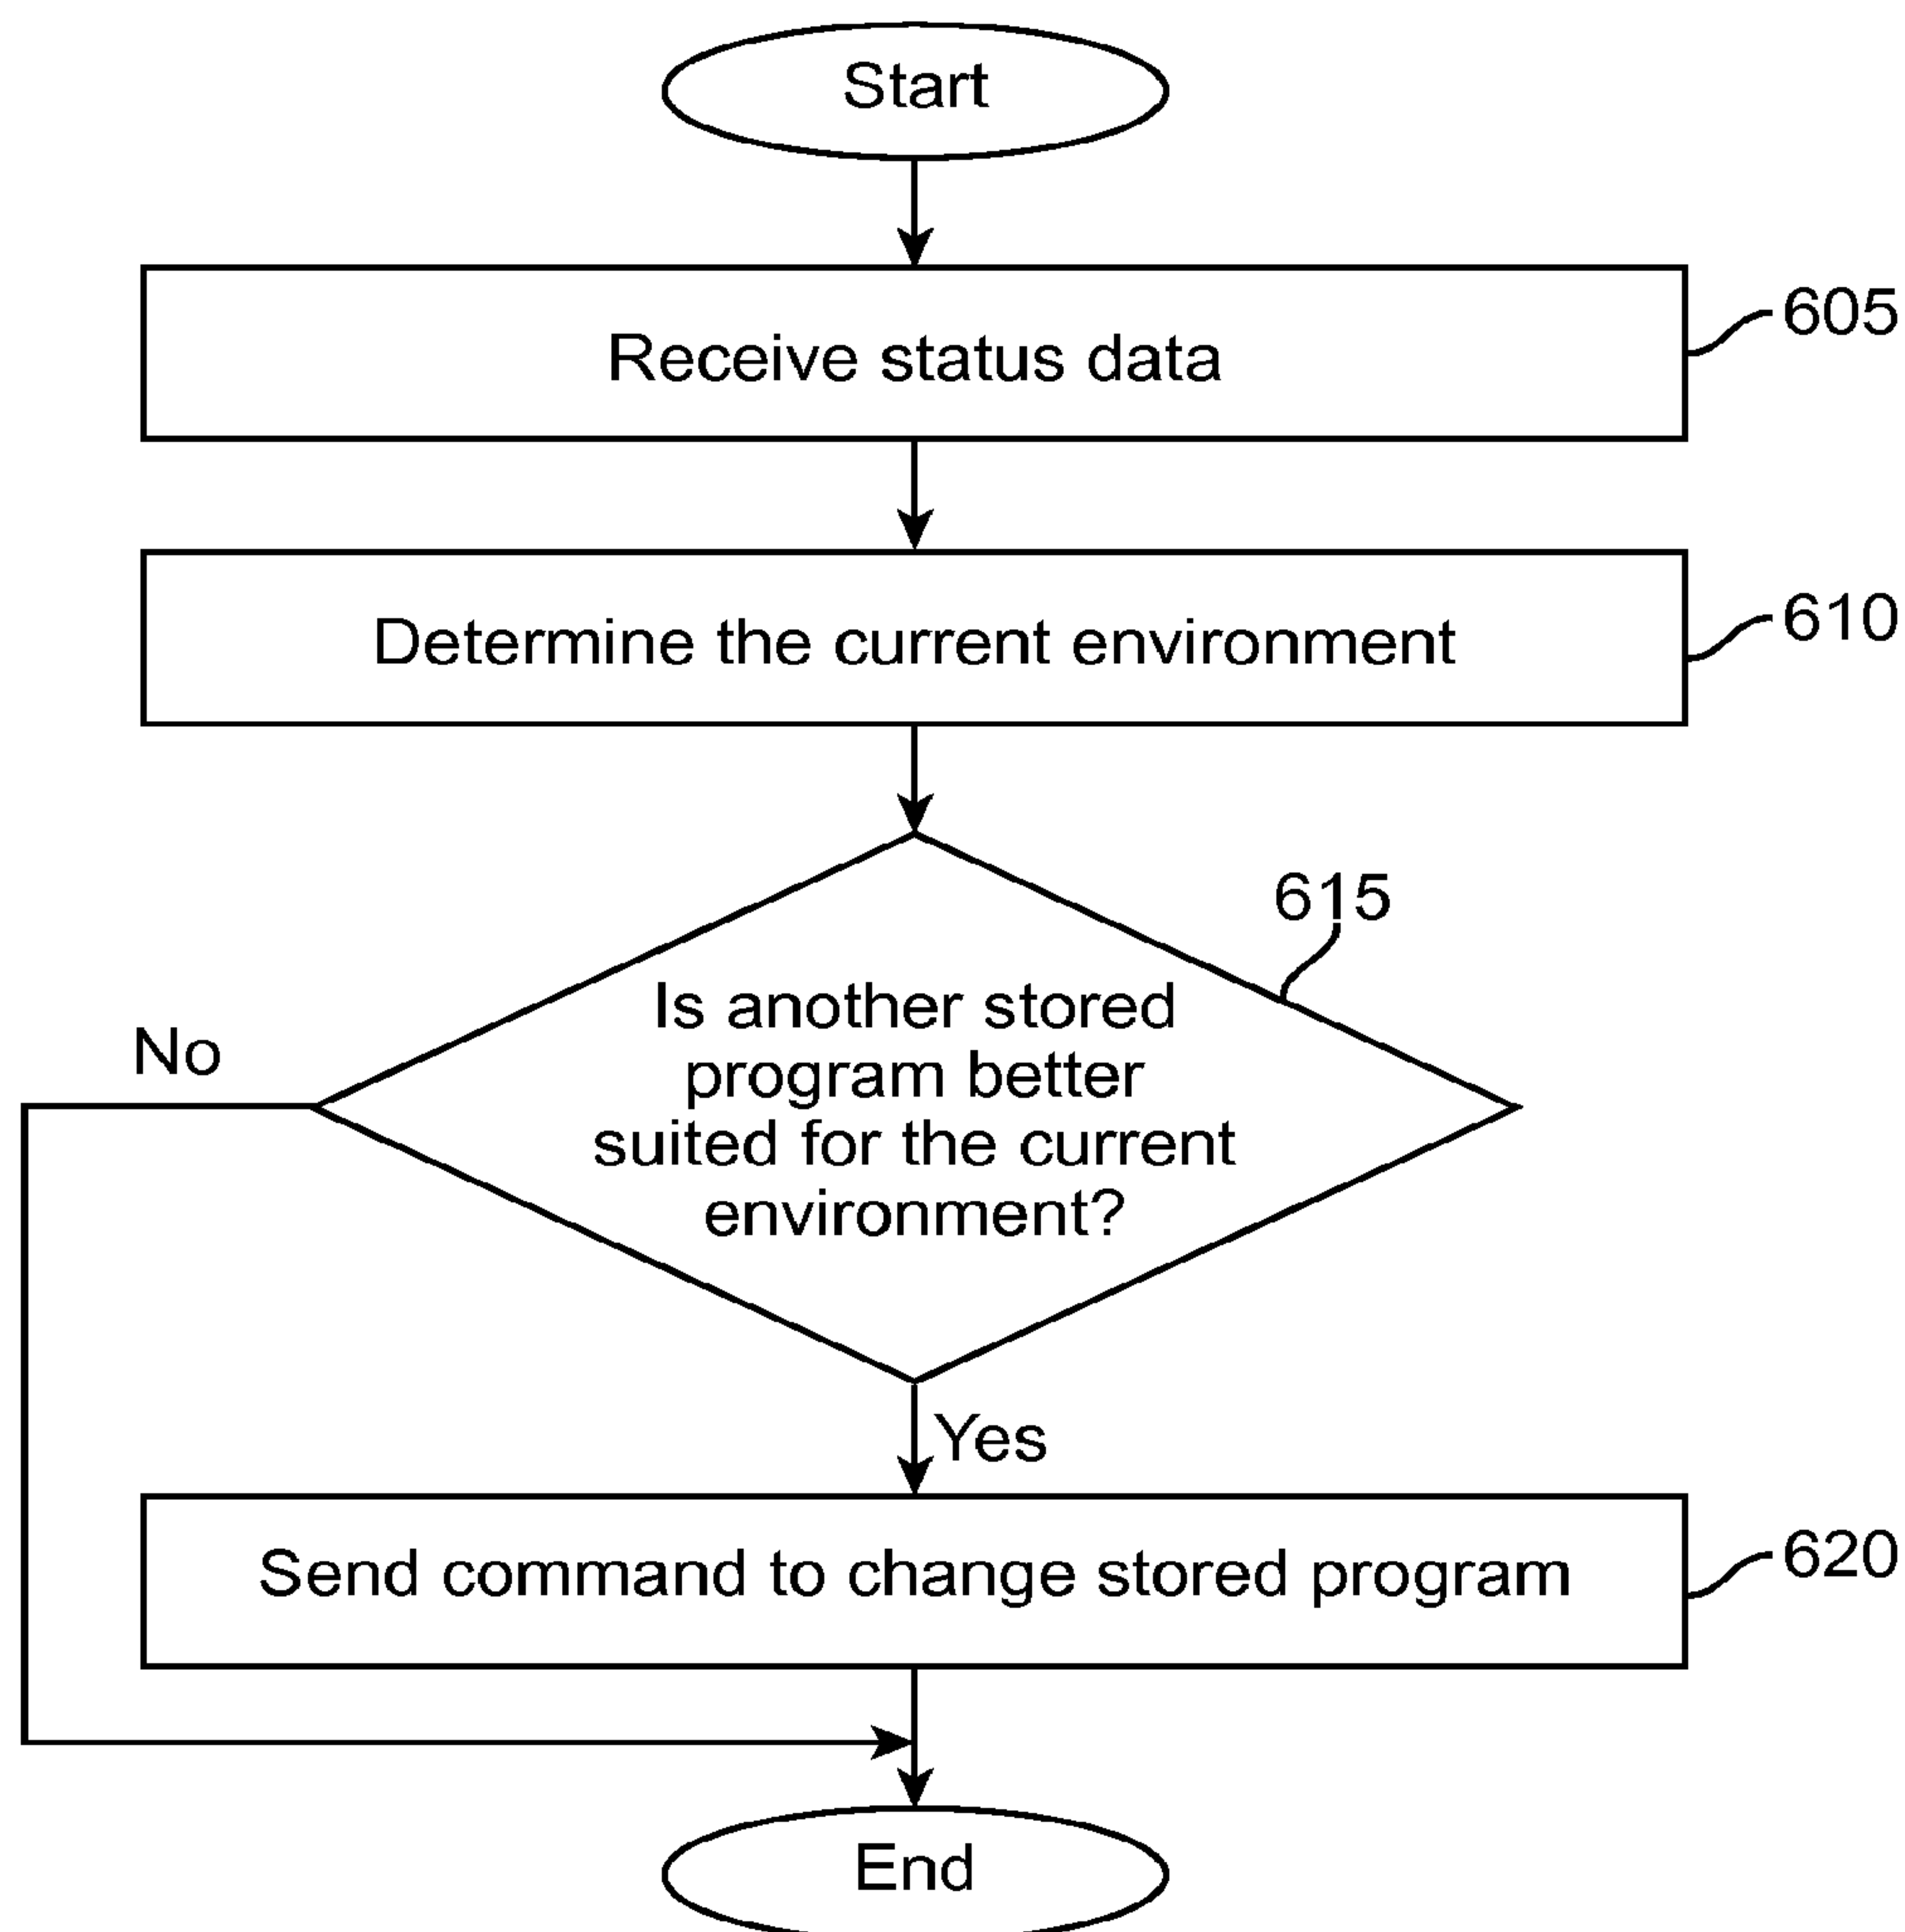 Start
Receive status data
605
Determine the current environment
610
615
Is another stored
program better
suited for the current
environment?
No
Yes
Send command to change stored program
620
End